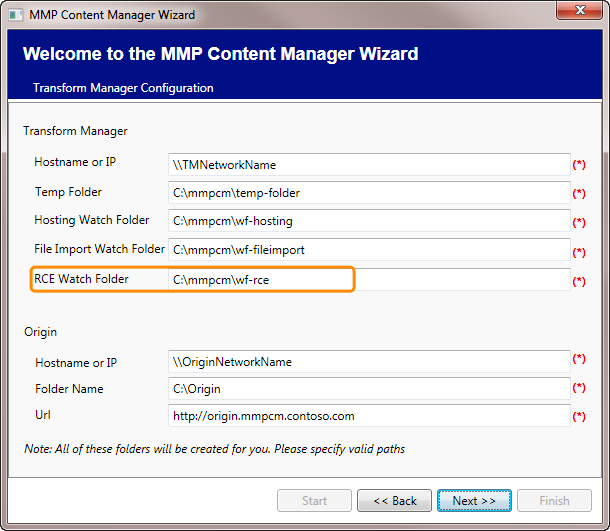 MMP Content Manager Wizard
Welcome to the MMP Content Manager Wizard
Transform Manager Configuration
Transform Manager
Hostname or IP \\TMNetworkName (*)
Temp Folder C:\mmpcm\temp-folder (*)
Hosting Watch Folder C:\mmpcm\wf-hosting (*)
File Import Watch Folder C:\mmpcm\wf-fileimport (*)
RCE Watch Folder C:\mmpcm\wf-rce (*)
Origin
Hostname or IP \\OriginNetworkName (*)
Folder Name C:\Origin (*)
Url http://origin.mmpcm.contoso.com (*)
Note: All of these folders will be created for you. Please specify valid paths
Start << Back Next >> Finish